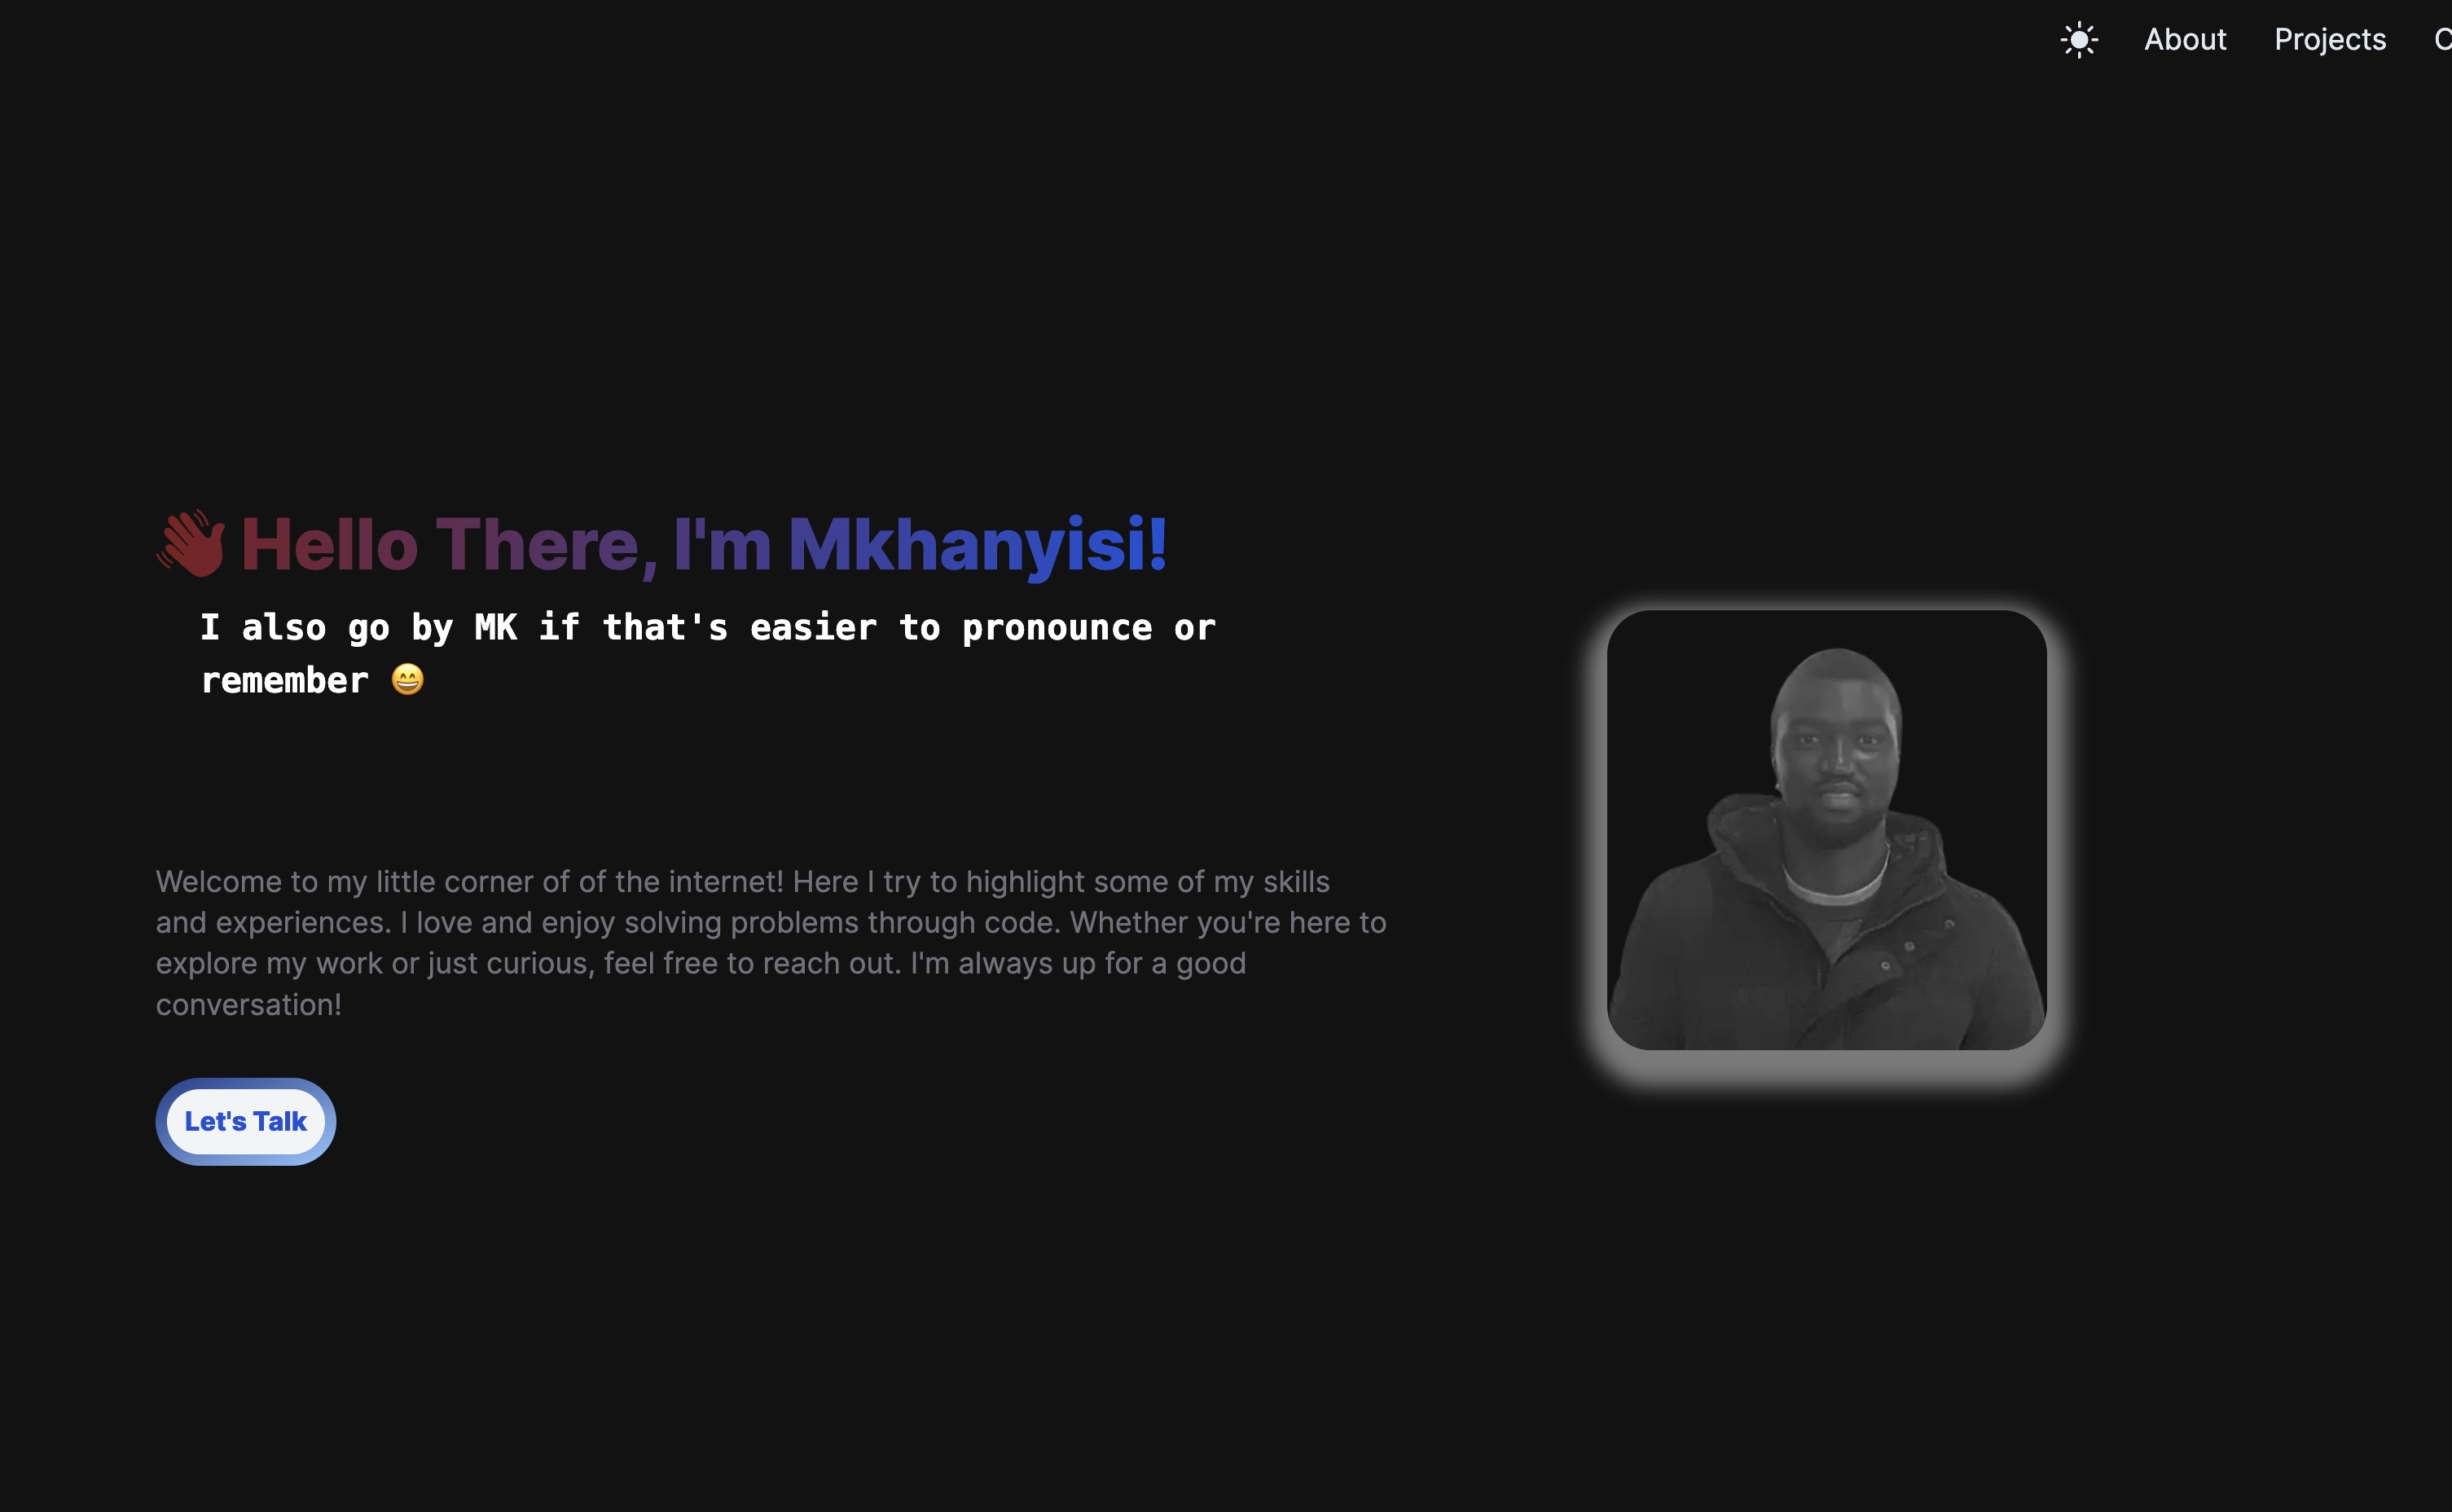 About Projects C
👋 Hello There, I'm Mkhanyisi!
I also go by MK if that's easier to pronounce or
remember 😄
Welcome to my little corner of of the internet! Here I try to highlight some of my skills
and experiences. I love and enjoy solving problems through code. Whether you're here to
explore my work or just curious, feel free to reach out. I'm always up for a good
conversation!
Let's Talk